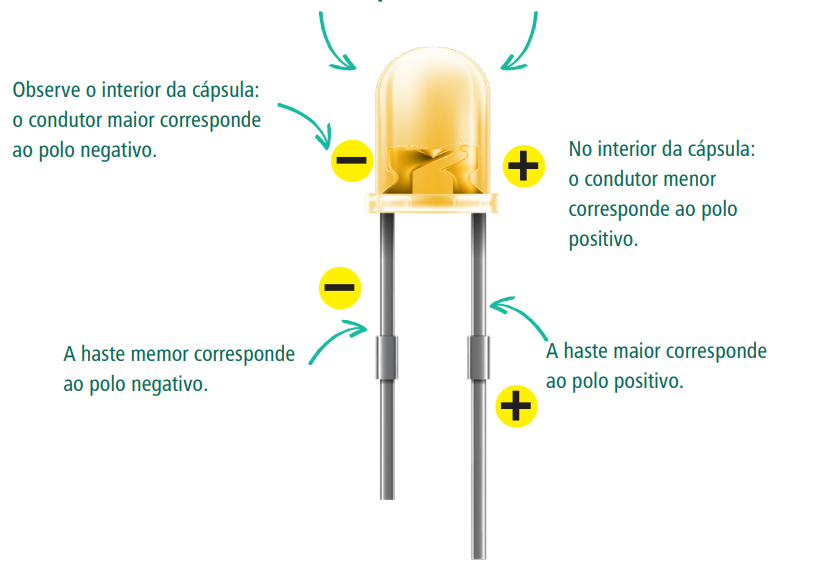 Observe o interior da cápsula:
o condutor maior corresponde
ao polo negativo.
No interior da cápsula:
o condutor menor
corresponde ao polo
positivo.
A haste memor corresponde
ao polo negativo.
A haste maior corresponde
ao polo positivo.